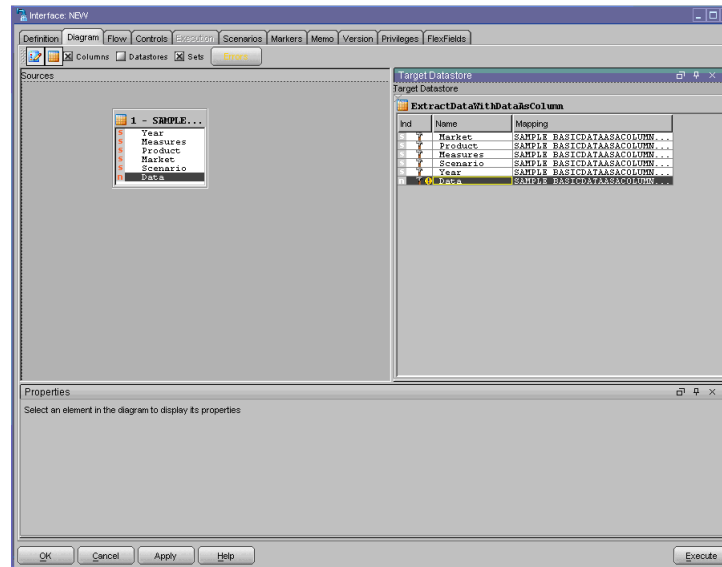 Interface: NEW
Definition Diagram Flow Controls Execution Scenarios Markers Memo Version Privileges FlexFields
Columns Datastores Sets Errors
Sources
1 - SAMPLE...
s Year
s Measures
s Product
s Market
s Scenario
n Data
Target Datastore
Target Datastore
ExtractDataWithDataAsColumn
Ind Name Mapping
s Market SAMPLE_BASICDATAASACOLUMN...
s Product SAMPLE_BASICDATAASACOLUMN...
s Measures SAMPLE_BASICDATAASACOLUMN...
s Scenario SAMPLE_BASICDATAASACOLUMN...
s Year SAMPLE_BASICDATAASACOLUMN...
n Data SAMPLE_BASICDATAASACOLUMN...
Properties
Select an element in the diagram to display its properties
OK Cancel Apply Help Execute